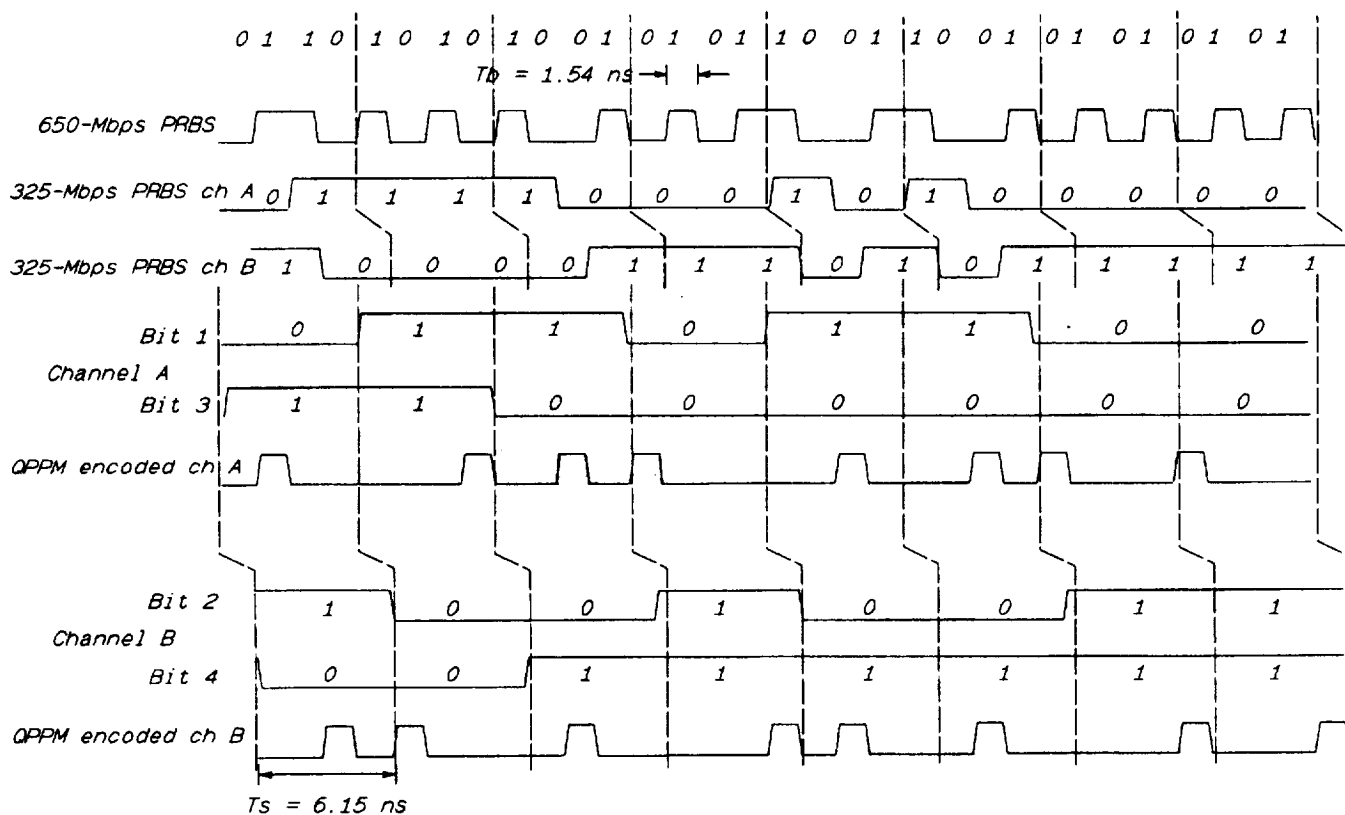 0 1 1 0 1 0 1 0 1 0 0 1 0 1 0 1 1 0 0 1 1 0 0 1 0 1 0 1 0 1 0 1
Tb = 1.54 ns
650-Mbps PRBS
325-Mbps PRBS ch A 0 1 1 1 1 0 0 0 1 0 1 0 0 0 0 0
325-Mbps PRBS ch B 1 0 0 0 0 1 1 1 0 1 0 1 1 1 1 1
Bit 1 0 1 1 0 1 1 0 0
Channel A
Bit 3 1 1 0 0 0 0 0 0
QPPM encoded ch A
Bit 2 1 0 0 1 0 0 1 1
Channel B
Bit 4 0 0 1 1 1 1 1 1
QPPM encoded ch B
Ts = 6.15 ns